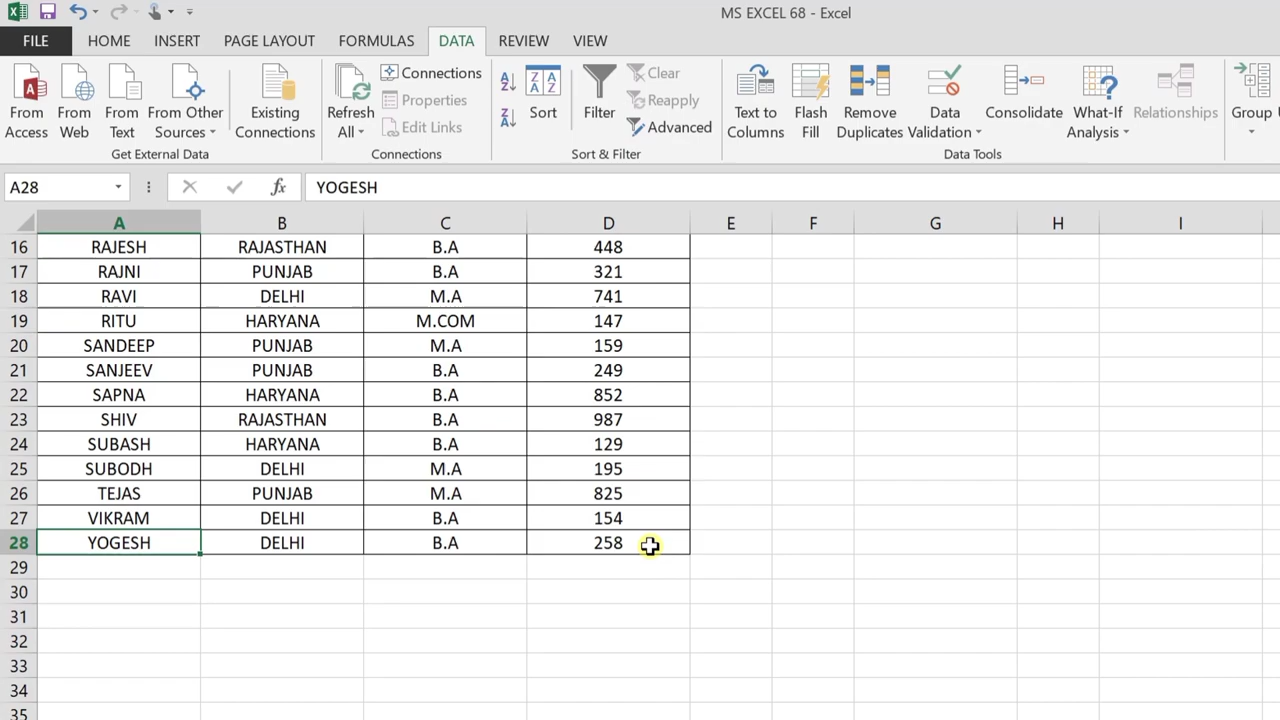 MS EXCEL 68 - Excel
FILE HOME INSERT PAGE LAYOUT FORMULAS DATA REVIEW VIEW
From Access
From Web
From Text
From Other Sources
Existing Connections
Get External Data
Refresh All
Connections
Properties
Edit Links
Connections
Sort
Filter
Clear
Reapply
Advanced
Sort & Filter
Text to Columns
Flash Fill
Remove Duplicates
Data Validation
Consolidate
What-If Analysis
Relationships
Data Tools
Group
A28 fx YOGESH
A B C D E F G H I
16 RAJESH RAJASTHAN B.A 448
17 RAJNI PUNJAB B.A 321
18 RAVI DELHI M.A 741
19 RITU HARYANA M.COM 147
20 SANDEEP PUNJAB M.A 159
21 SANJEEV PUNJAB B.A 249
22 SAPNA HARYANA B.A 852
23 SHIV RAJASTHAN B.A 987
24 SUBASH HARYANA B.A 129
25 SUBODH DELHI M.A 195
26 TEJAS PUNJAB M.A 825
27 VIKRAM DELHI B.A 154
28 YOGESH DELHI B.A 258
29
30
31
32
33
34
35